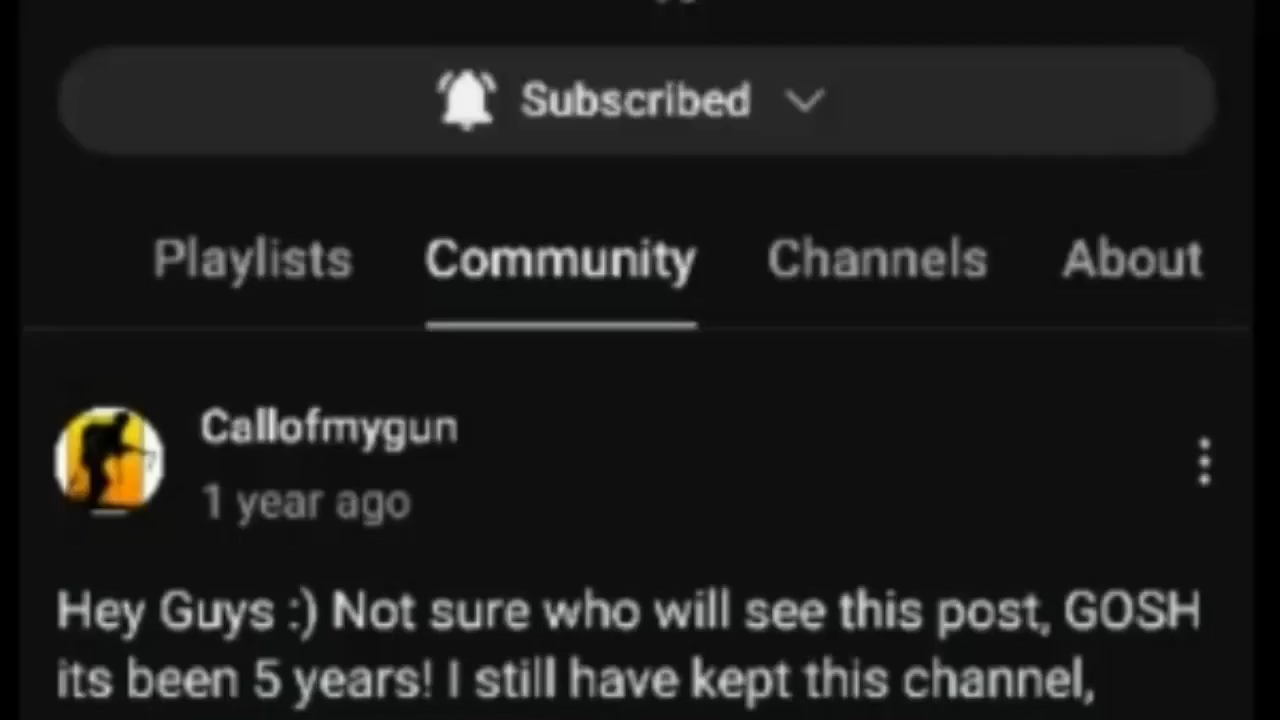 Subscribed
Playlists Community Channels About
Callofmygun
1 year ago
Hey Guys :) Not sure who will see this post, GOSH
its been 5 years! I still have kept this channel,